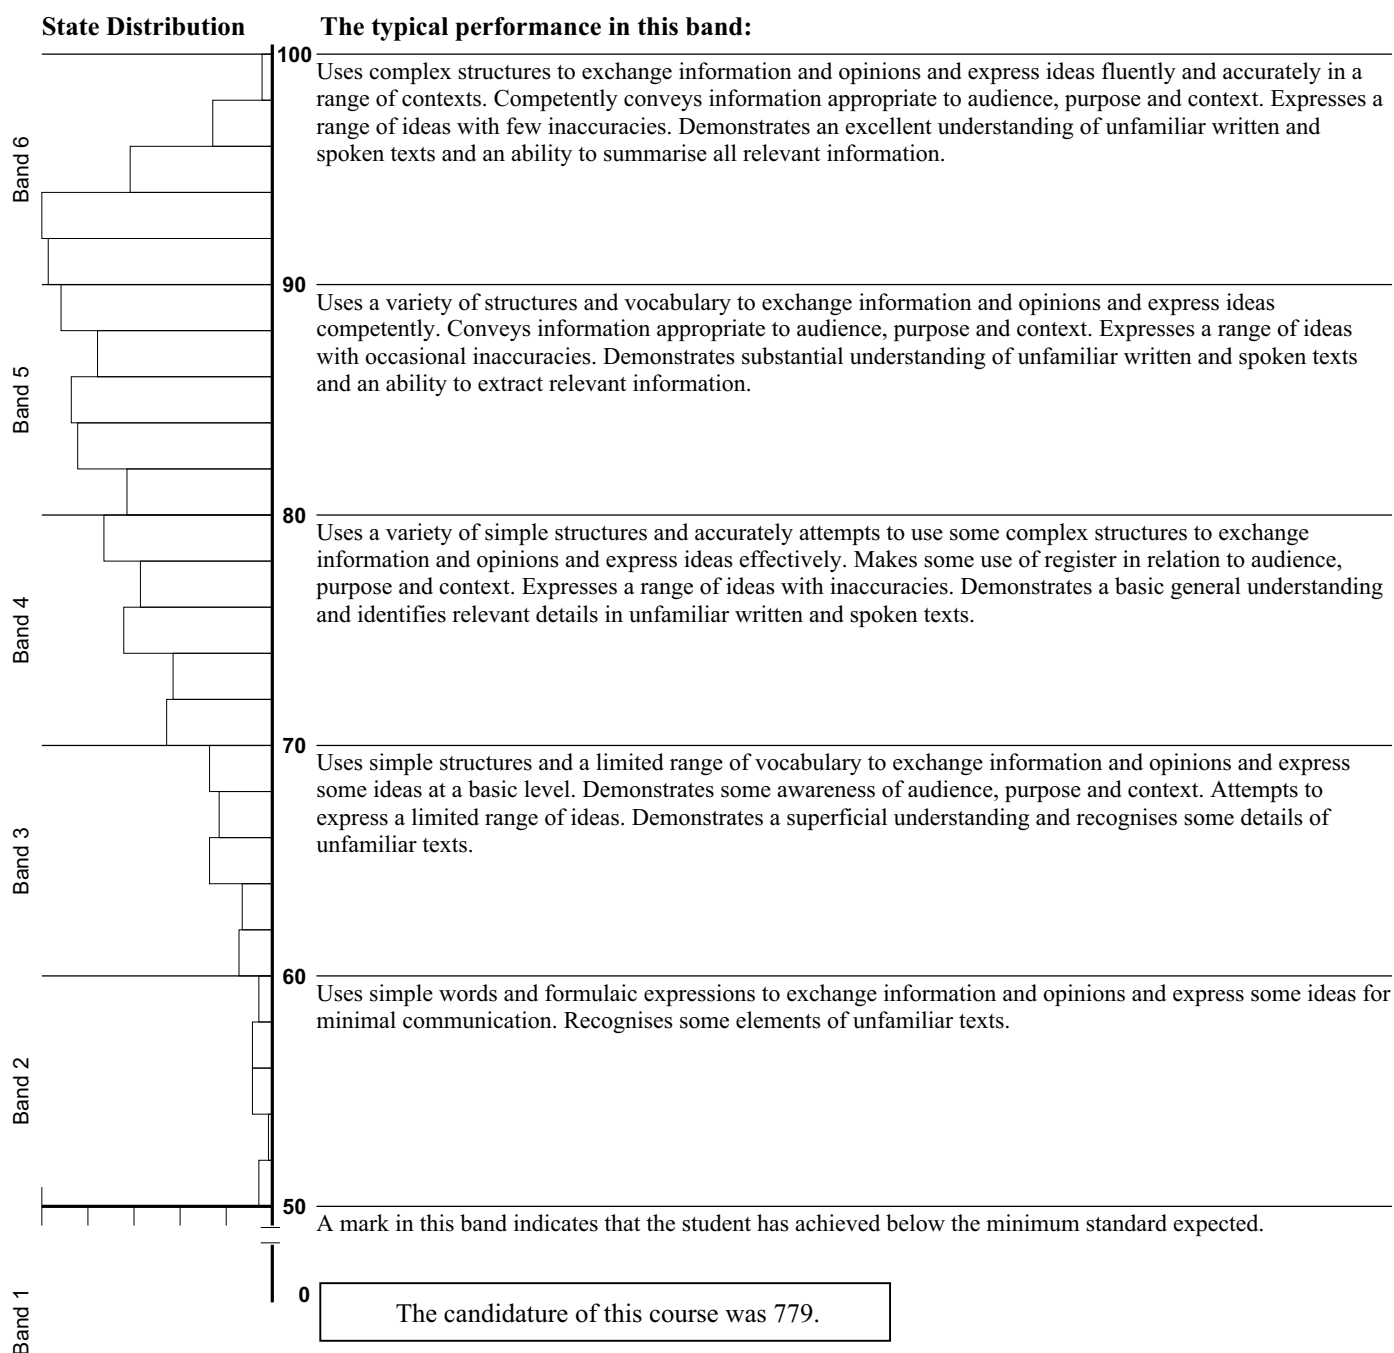 State Distribution
The typical performance in this band:
100
Uses complex structures to exchange information and opinions and express ideas fluently and accurately in a
range of contexts. Competently conveys information appropriate to audience, purpose and context. Expresses a
range of ideas with few inaccuracies. Demonstrates an excellent understanding of unfamiliar written and
spoken texts and an ability to summarise all relevant information.
Band 6
90
Uses a variety of structures and vocabulary to exchange information and opinions and express ideas
competently. Conveys information appropriate to audience, purpose and context. Expresses a range of ideas
with occasional inaccuracies. Demonstrates substantial understanding of unfamiliar written and spoken texts
and an ability to extract relevant information.
Band 5
80
Uses a variety of simple structures and accurately attempts to use some complex structures to exchange
information and opinions and express ideas effectively. Makes some use of register in relation to audience,
purpose and context. Expresses a range of ideas with inaccuracies. Demonstrates a basic general understanding
and identifies relevant details in unfamiliar written and spoken texts.
Band 4
70
Uses simple structures and a limited range of vocabulary to exchange information and opinions and express
some ideas at a basic level. Demonstrates some awareness of audience, purpose and context. Attempts to
express a limited range of ideas. Demonstrates a superficial understanding and recognises some details of
unfamiliar texts.
Band 3
60
Uses simple words and formulaic expressions to exchange information and opinions and express some ideas for
minimal communication. Recognises some elements of unfamiliar texts.
Band 2
50
A mark in this band indicates that the student has achieved below the minimum standard expected.
0
The candidature of this course was 779.
Band 1